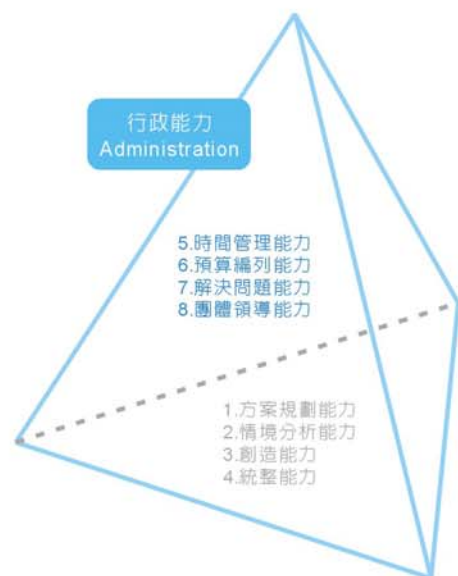 行政能力
Administration
5.時間管理能力
6.預算編列能力
7.解決問題能力
8.團體領導能力
1.方案規劃能力
2.情境分析能力
3.創造能力
4.統整能力